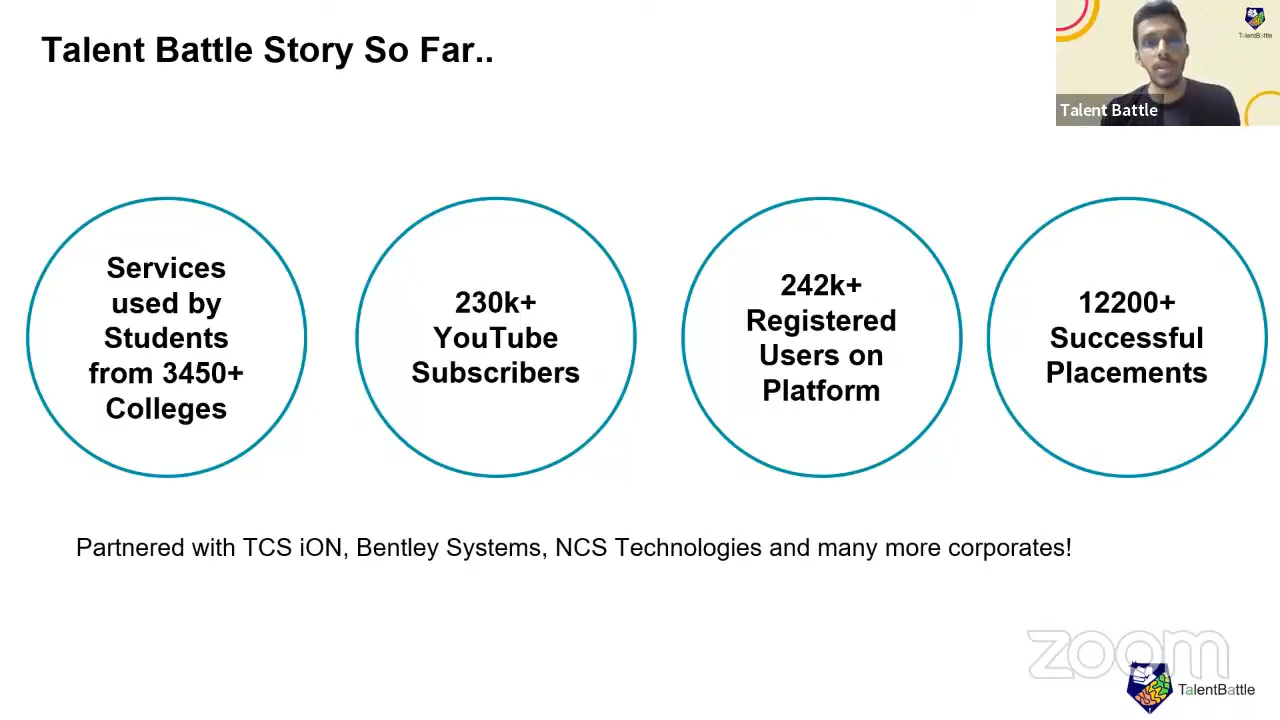 Talent Battle Story So Far..
TalentBattle
Talent Battle
Services
used by
Students
from 3450+
Colleges
230k+
YouTube
Subscribers
242k+
Registered
Users on
Platform
12200+
Successful
Placements
Partnered with TCS iON, Bentley Systems, NCS Technologies and many more corporates!
zoom
TalentBattle